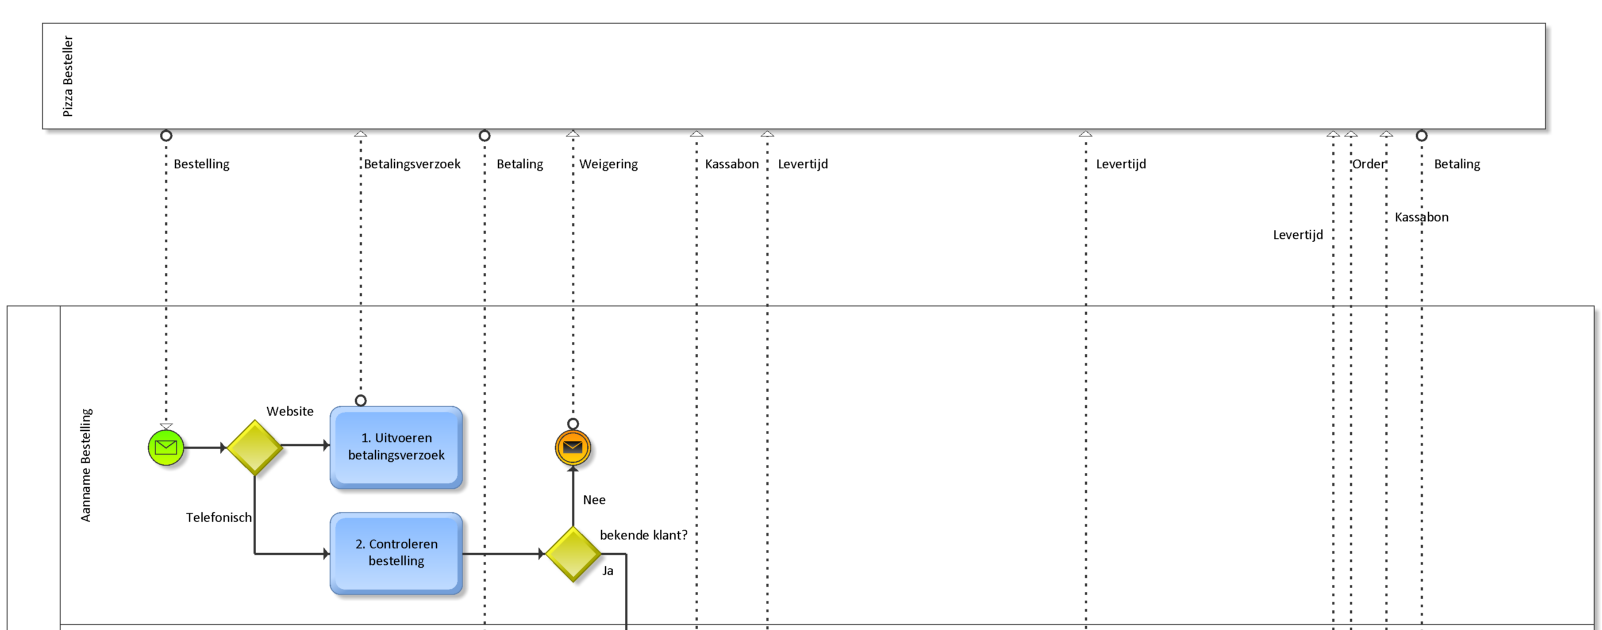 Pizza Besteller
Bestelling
Betalingsverzoek
Betaling
Weigering
Kassabon
Levertijd
Levertijd
Order
Betaling
Kassabon
Levertijd
Aanname Bestelling
Website
1. Uitvoeren
betalingsverzoek
Nee
Telefonisch
bekende klant?
2. Controleren
bestelling
Ja